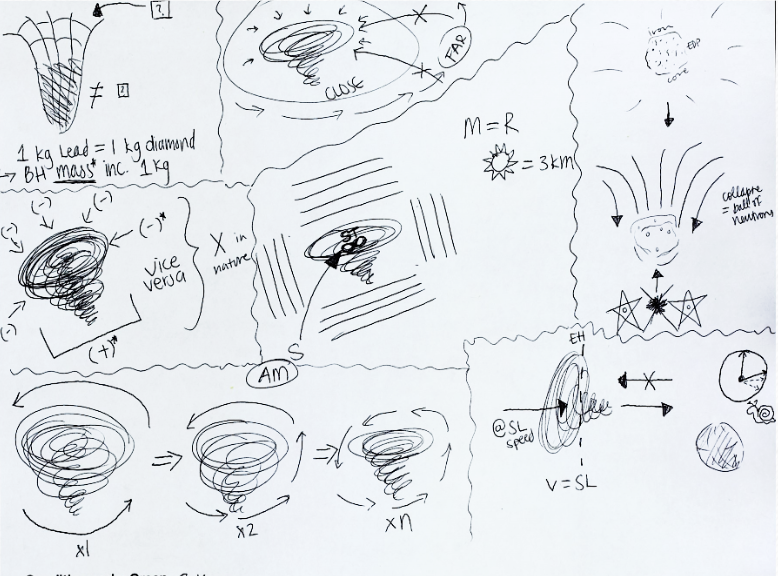 ?
≠ ?
1 kg Lead = 1 kg diamond
→ BH mass* inc. 1 kg
CLOSE
X
X
FAR
M = R
= 3km
iron
core
collapse
= ball of
neutrons
(-)
(-)
(-)
(-)
(-)*
(-)
vice
versa
X in
nature
(+)*
ST
∞
S
AM
x1
⇒
x2
⇒
xn
EH
@SL
speed
V = SL
X